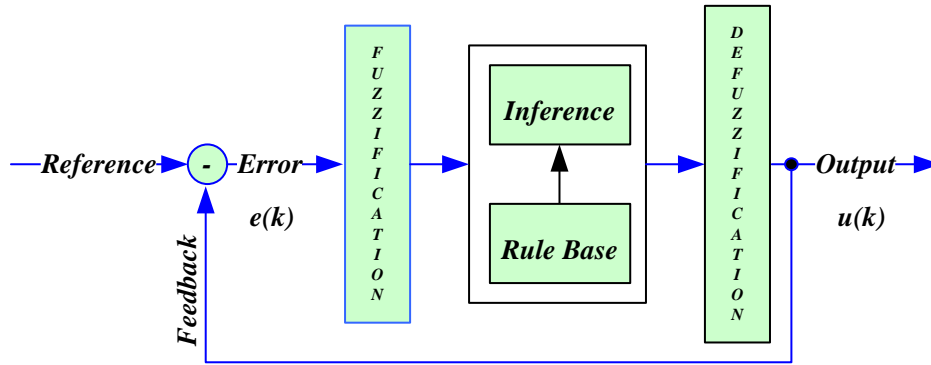 Reference
-
Error
e(k)
FUZZIFICATION
Inference
Rule Base
DEFUZZIFICATION
Output
u(k)
Feedback